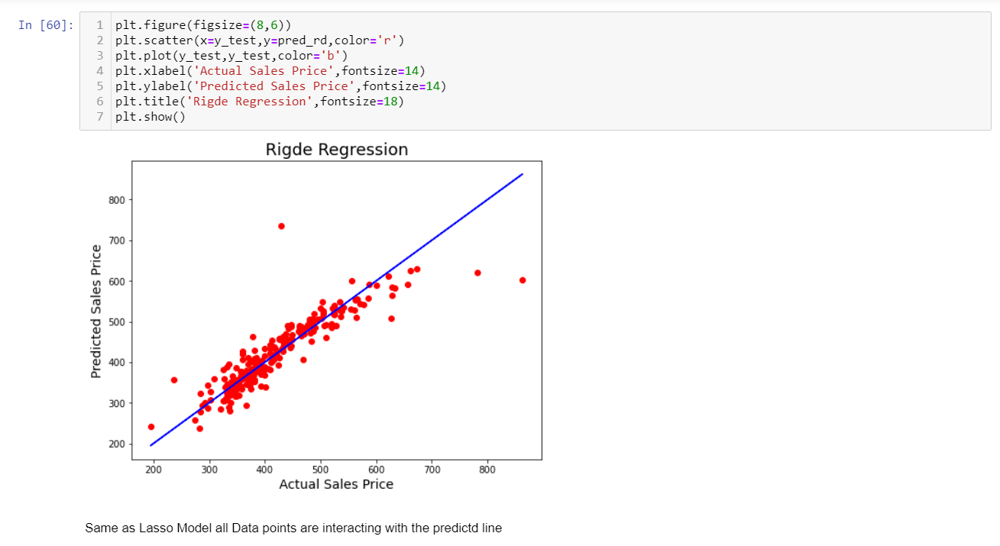 In [60]:
1 plt.figure(figsize=(8,6))
2 plt.scatter(x=y_test,y=pred_rd,color='r')
3 plt.plot(y_test,y_test,color='b')
4 plt.xlabel('Actual Sales Price',fontsize=14)
5 plt.ylabel('Predicted Sales Price',fontsize=14)
6 plt.title('Rigde Regression',fontsize=18)
7 plt.show()
Rigde Regression
Predicted Sales Price
800
700
600
500
400
300
200
200 300 400 500 600 700 800
Actual Sales Price
Same as Lasso Model all Data points are interacting with the predictd line